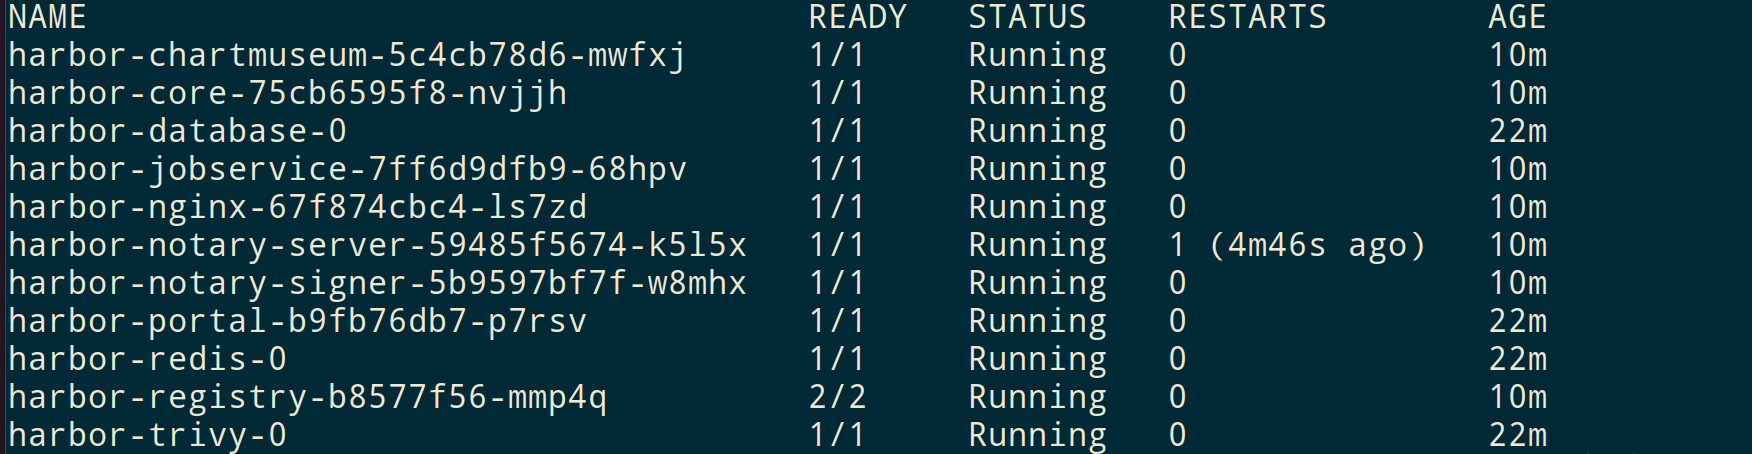 NAME READY STATUS RESTARTS AGE
harbor-chartmuseum-5c4cb78d6-mwfxj 1/1 Running 0 10m
harbor-core-75cb6595f8-nvjjh 1/1 Running 0 10m
harbor-database-0 1/1 Running 0 22m
harbor-jobservice-7ff6d9dfb9-68hpv 1/1 Running 0 10m
harbor-nginx-67f874cbc4-ls7zd 1/1 Running 0 10m
harbor-notary-server-59485f5674-k5l5x 1/1 Running 1 (4m46s ago) 10m
harbor-notary-signer-5b9597bf7f-w8mhx 1/1 Running 0 10m
harbor-portal-b9fb76db7-p7rsv 1/1 Running 0 22m
harbor-redis-0 1/1 Running 0 22m
harbor-registry-b8577f56-mmp4q 2/2 Running 0 10m
harbor-trivy-0 1/1 Running 0 22m